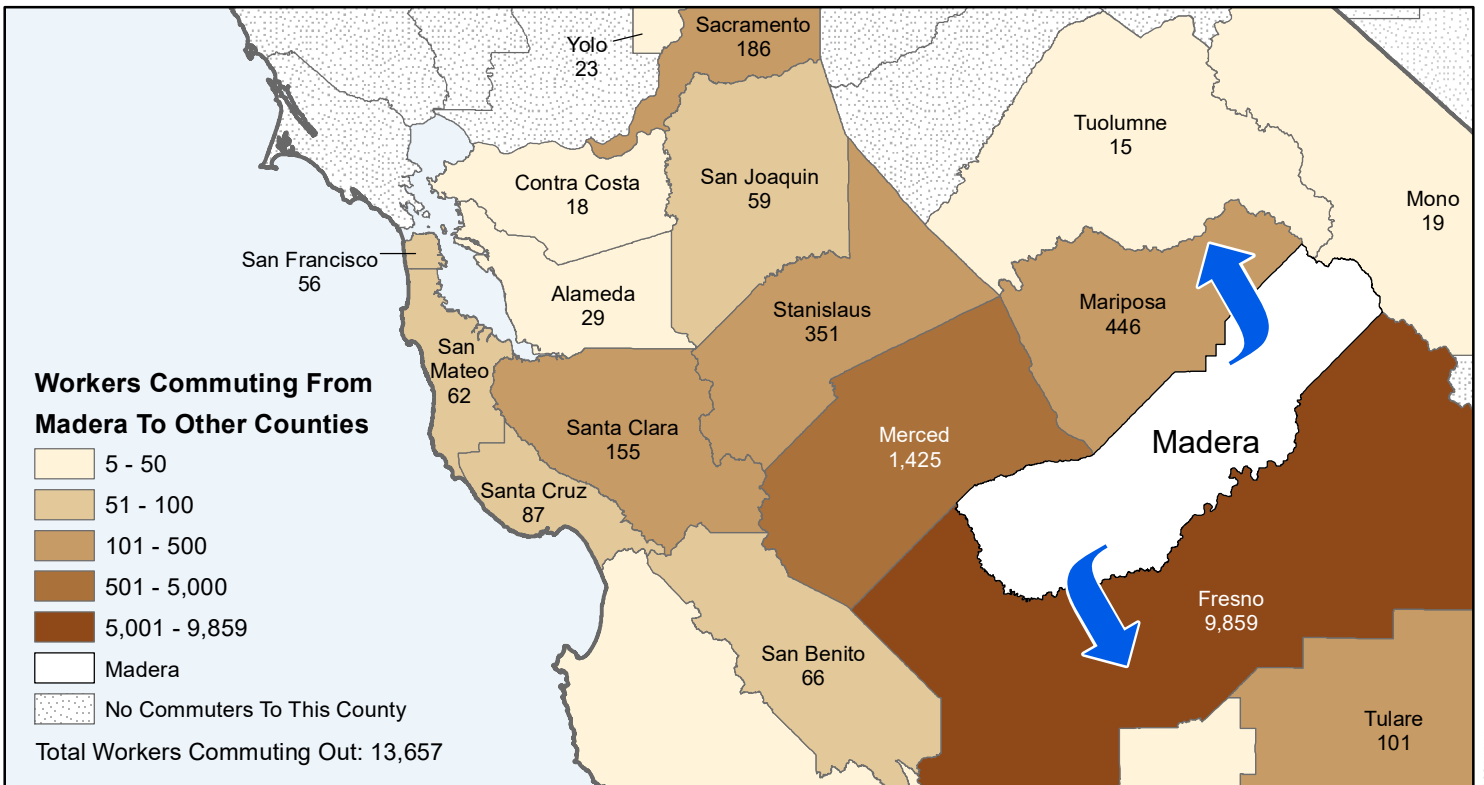 Sacramento
186
Yolo
23
Tuolumne
15
Contra Costa
18
San Joaquin
59
Mono
19
San Francisco
56
Alameda
29
Stanislaus
351
Mariposa
446
San
Mateo
62
Santa Clara
155
Merced
1,425
Madera
Santa Cruz
87
Fresno
9,859
San Benito
66
Tulare
101
Workers Commuting From
Madera To Other Counties
5 - 50
51 - 100
101 - 500
501 - 5,000
5,001 - 9,859
Madera
No Commuters To This County
Total Workers Commuting Out: 13,657